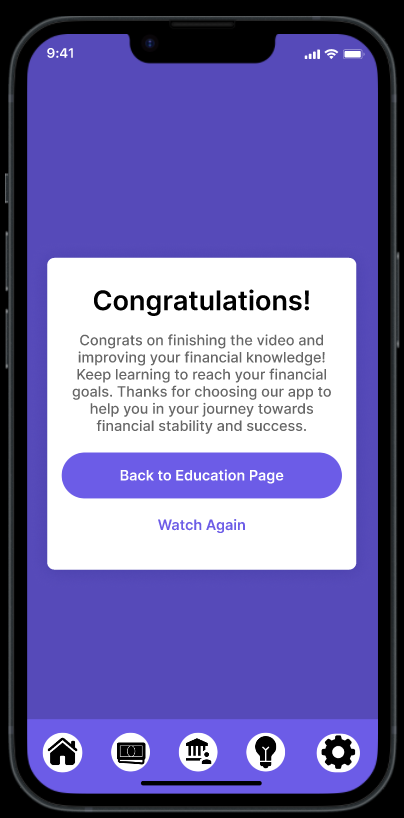 9:41
Congratulations!
Congrats on finishing the video and
improving your financial knowledge!
Keep learning to reach your financial
goals. Thanks for choosing our app to
help you in your journey towards
financial stability and success.
Back to Education Page
Watch Again